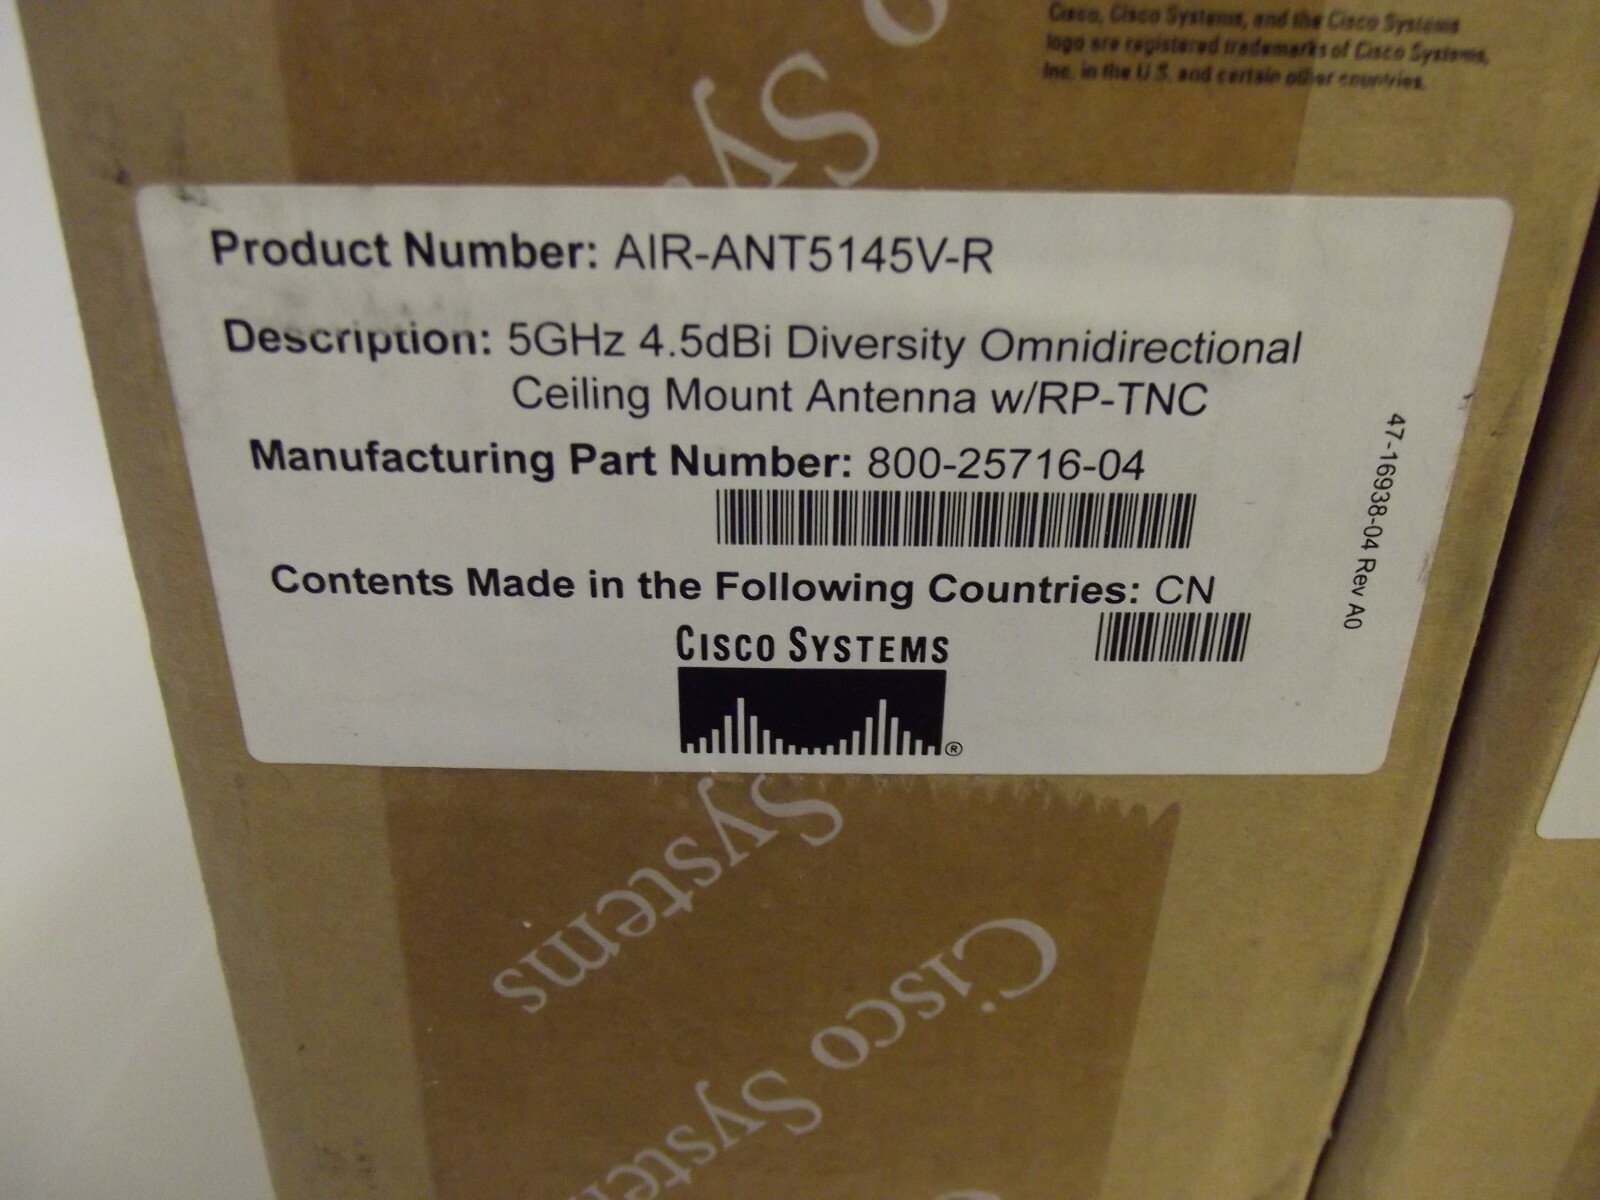 Cisco, Cisco Systems, and the Cisco Systems
logo are registered trademarks of Cisco Systems,
Inc. in the U.S. and certain other countries.
o Sy
Product Number: AIR-ANT5145V-R
Description: 5GHz 4.5dBi Diversity Omnidirectional
Ceiling Mount Antenna w/RP-TNC
Manufacturing Part Number: 800-25716-04
Contents Made in the Following Countries: CN
47-16938-04 Rev A0
CISCO SYSTEMS
®
Systems
Cisco Syste